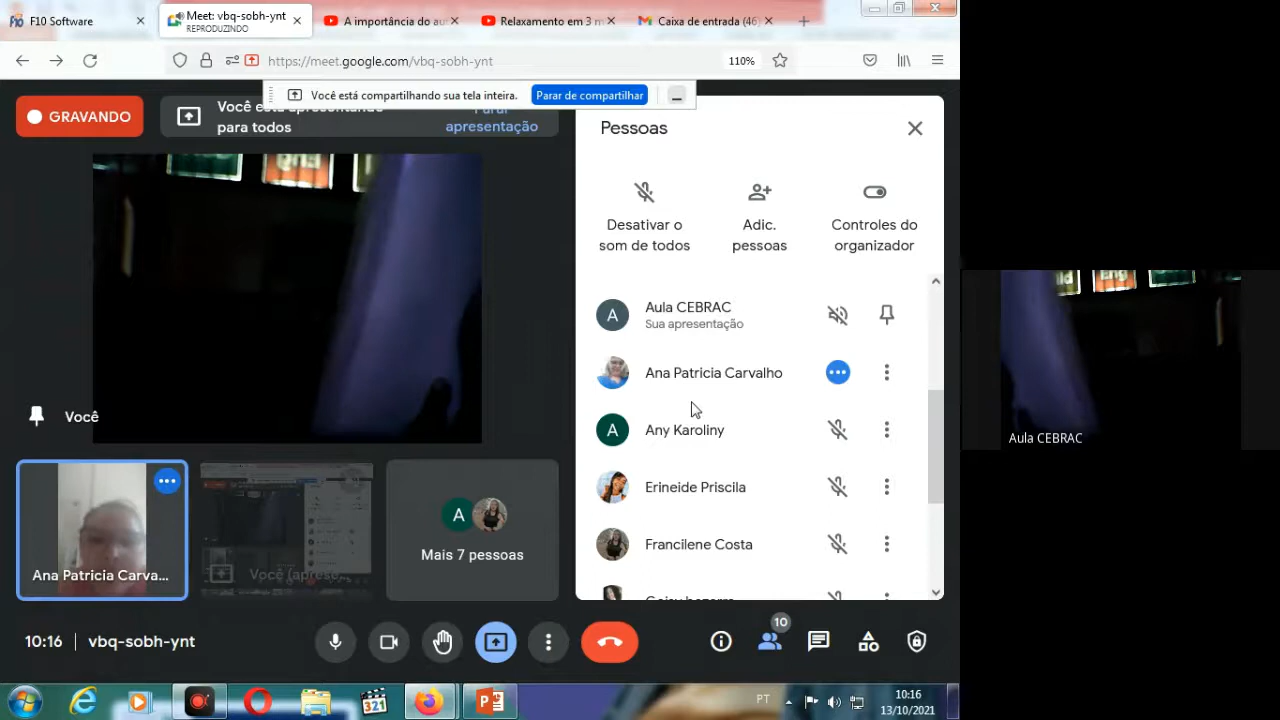 F10 Software
Meet: vbq-sobh-ynt
REPRODUZINDO
A importância do au
Relaxamento em 3 m
Caixa de entrada (46)
https://meet.google.com/vbq-sobh-ynt
110%
Você está compartilhando sua tela inteira.
Parar de compartilhar
GRAVANDO
Você está apresentando
para todos
Parar
apresentação
Pessoas
Desativar o
som de todos
Adic.
pessoas
Controles do
organizador
Você
A
Aula CEBRAC
Sua apresentação
Ana Patricia Carvalho
A
Any Karoliny
Erineide Priscila
Francilene Costa
Aula CEBRAC
Ana Patricia Carva...
Você (aprese...
A
Mais 7 pessoas
10:16
vbq-sobh-ynt
10
321
PT
10:16
13/10/2021